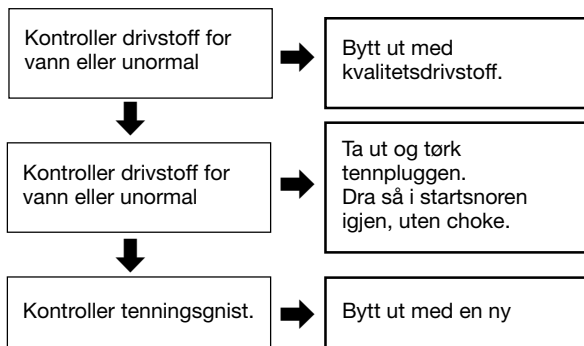 Kontroller drivstoff for
vann eller unormal
Bytt ut med
kvalitetsdrivstoff.
Kontroller drivstoff for
vann eller unormal
Ta ut og tørk
tennpluggen.
Dra så i startsnoren
igjen, uten choke.
Kontroller tenningsgnist.
Bytt ut med en ny